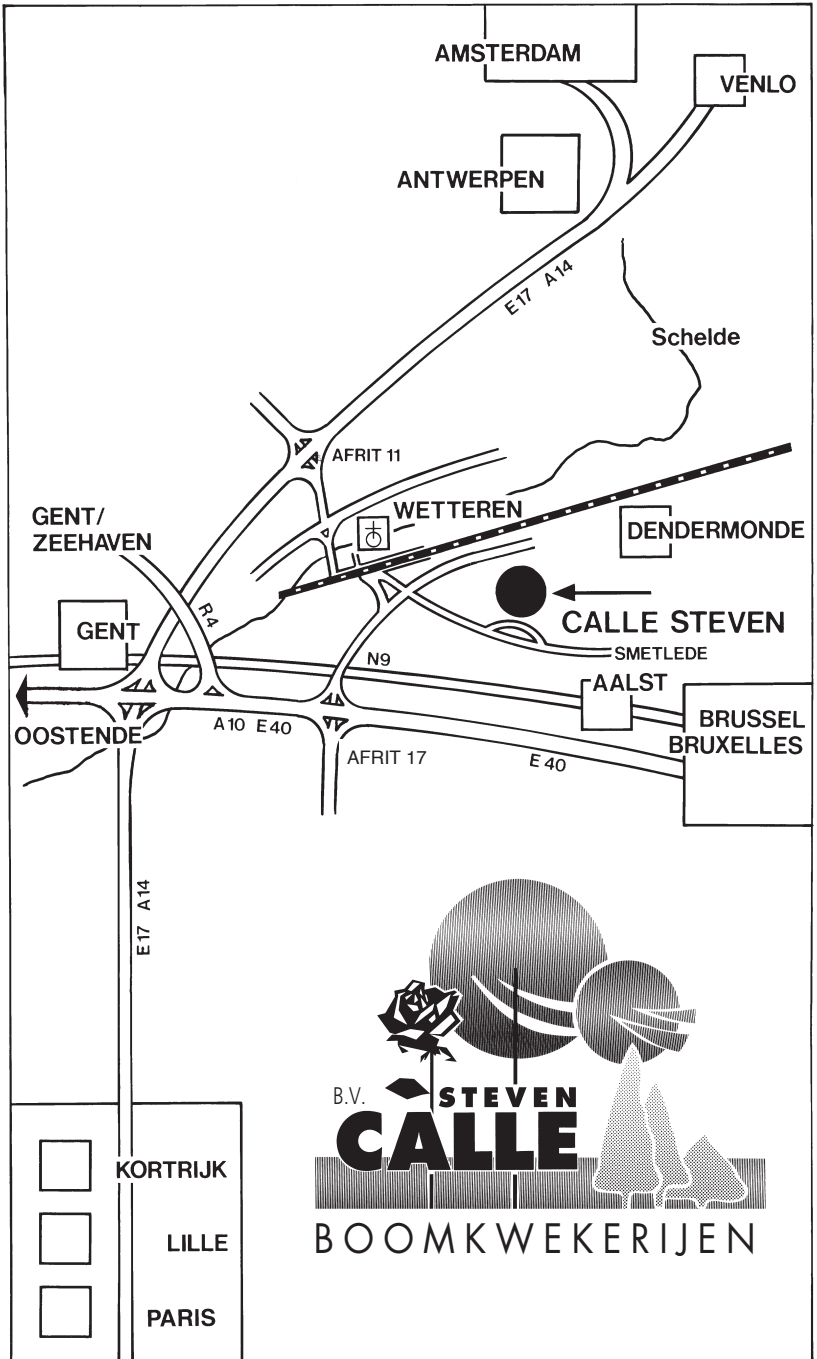 AMSTERDAM
VENLO
ANTWERPEN
E17 A14
Schelde
AFRIT 11
WETTEREN
GENT/
ZEEHAVEN
DENDERMONDE
R4
GENT
CALLE STEVEN
SMETLEDE
N9
AALST
BRUSSEL
BRUXELLES
OOSTENDE
A10 E40
AFRIT 17
E40
E17 A14
B.V.
STEVEN
CALLE
BOOMKWEKERIJEN
KORTRIJK
LILLE
PARIS